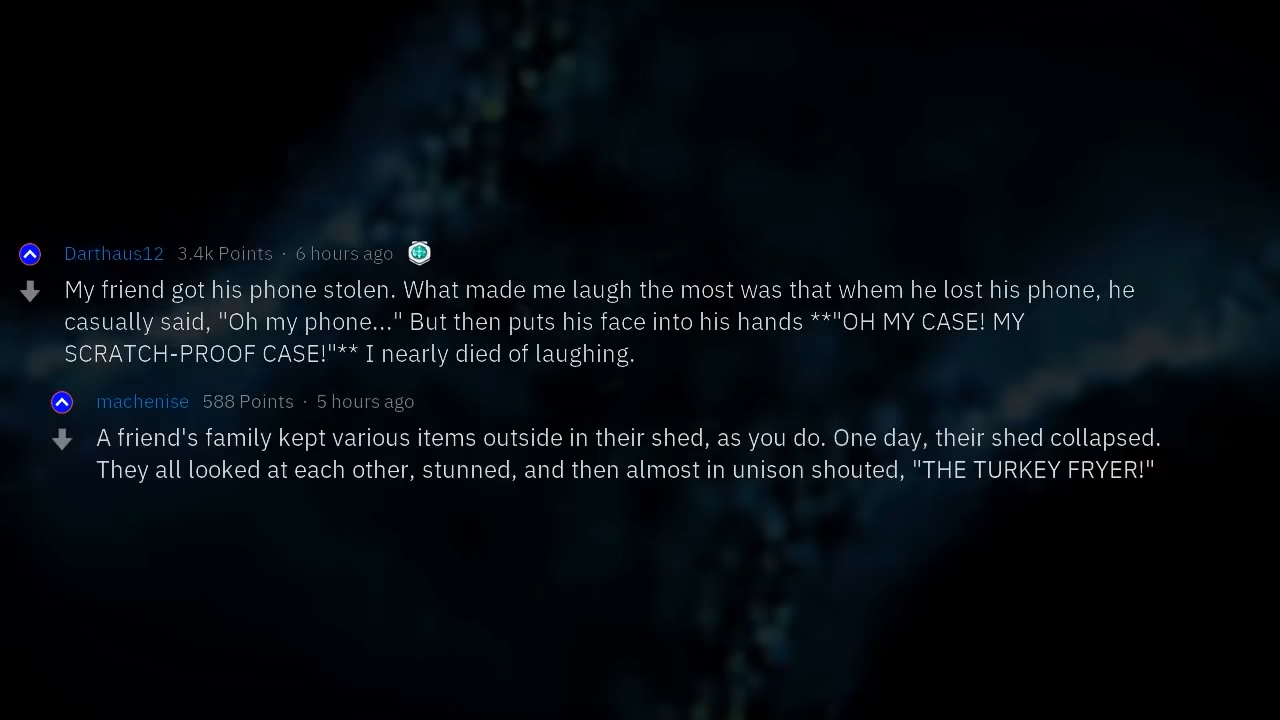 Darthaus12 3.4k Points · 6 hours ago
My friend got his phone stolen. What made me laugh the most was that whem he lost his phone, he
casually said, "Oh my phone..." But then puts his face into his hands **"OH MY CASE! MY
SCRATCH-PROOF CASE!"** I nearly died of laughing.
machenise 588 Points · 5 hours ago
A friend's family kept various items outside in their shed, as you do. One day, their shed collapsed.
They all looked at each other, stunned, and then almost in unison shouted, "THE TURKEY FRYER!"